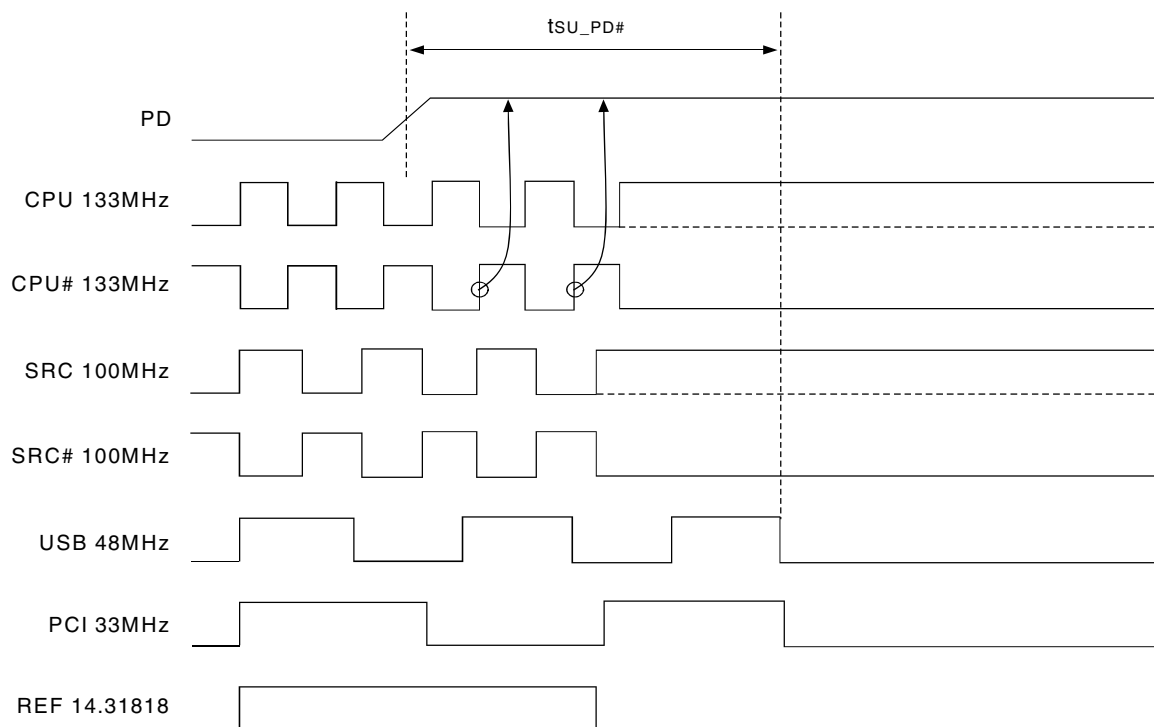 tSU_PD#
PD
CPU 133MHz
CPU# 133MHz
SRC 100MHz
SRC# 100MHz
USB 48MHz
PCI 33MHz
REF 14.31818